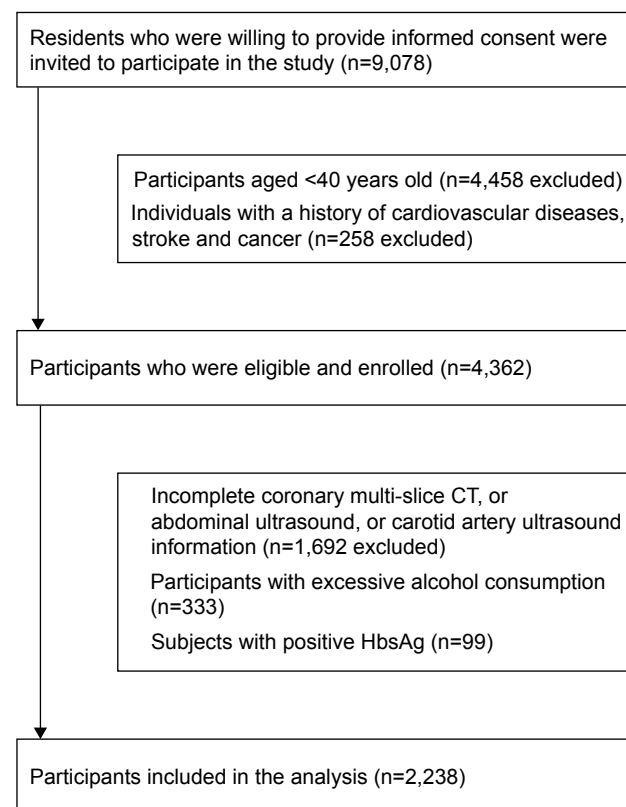 Residents who were willing to provide informed consent were
invited to participate in the study (n=9,078)
Participants aged <40 years old (n=4,458 excluded)
Individuals with a history of cardiovascular diseases,
stroke and cancer (n=258 excluded)
Participants who were eligible and enrolled (n=4,362)
Incomplete coronary multi-slice CT, or
abdominal ultrasound, or carotid artery ultrasound
information (n=1,692 excluded)
Participants with excessive alcohol consumption
(n=333)
Subjects with positive HbsAg (n=99)
Participants included in the analysis (n=2,238)